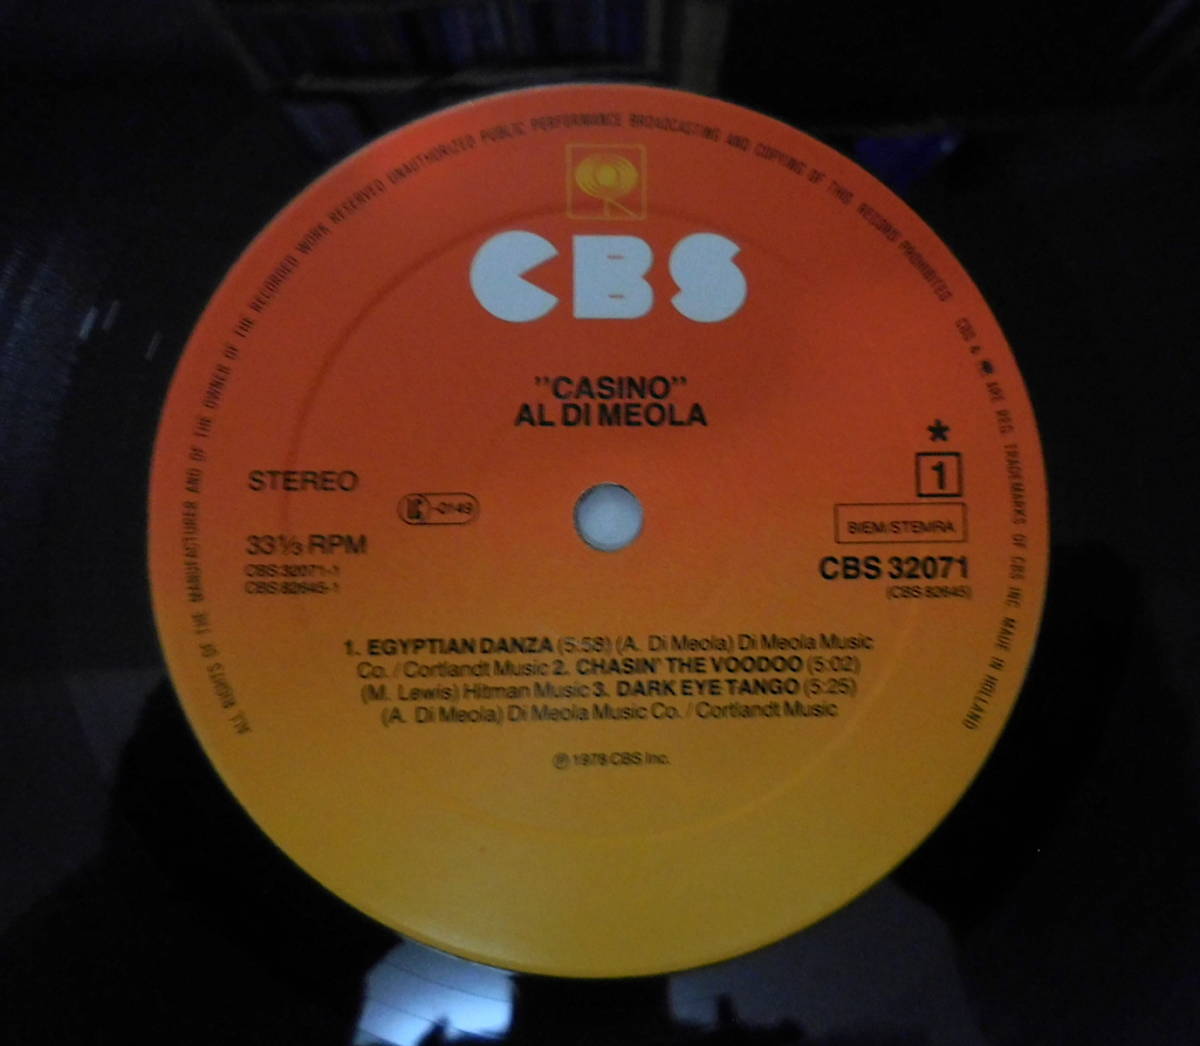 ALL RIGHTS OF THE MANUFACTURER AND OF THE OWNER OF THE RECORDED WORK RESERVED UNAUTHORIZED PUBLIC PERFORMANCE BROADCASTING AND COPYING OF THIS RECORD PROHIBITED CBS & ARE REG. TRADEMARKS OF CBS INC MADE IN HOLLAND
CBS
"CASINO"
AL DI MEOLA
STEREO
LC-0149
33⅓ RPM
CBS 32071-1
CBS 82645-1
*
1
BIEM/STEMRA
CBS 32071
(CBS 82645)
1. EGYPTIAN DANZA (5:58) (A. Di Meola) Di Meola Music
Co. / Cortlandt Music 2. CHASIN' THE VOODOO (5:02)
(M. Lewis) Hitman Music 3. DARK EYE TANGO (5:25)
(A. Di Meola) Di Meola Music Co. / Cortlandt Music
℗ 1978 CBS Inc.